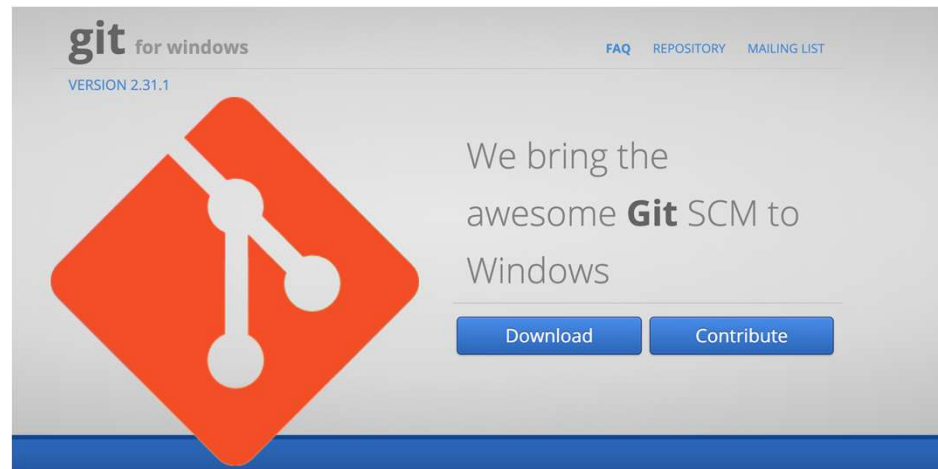 git for windows
FAQ REPOSITORY MAILING LIST
VERSION 2.31.1
We bring the
awesome Git SCM to
Windows
Download Contribute